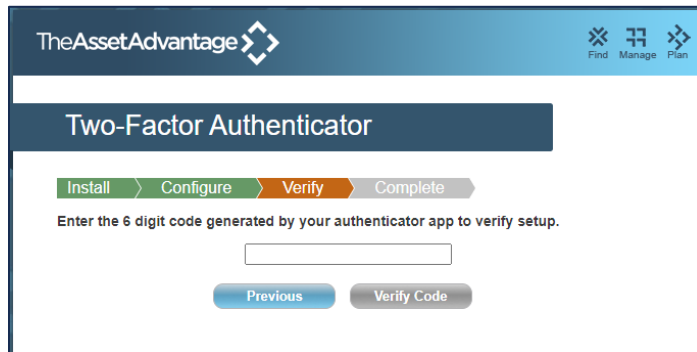 TheAssetAdvantage
Find Manage Plan
Two-Factor Authenticator
Install Configure Verify Complete
Enter the 6 digit code generated by your authenticator app to verify setup.
Previous Verify Code